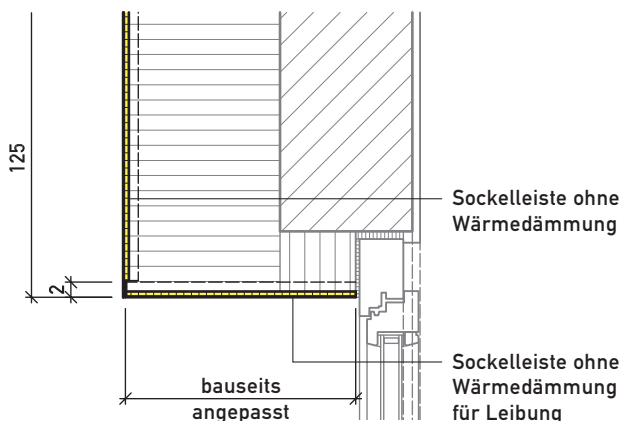 125
Sockelleiste ohne
Wärmedämmung
2
Sockelleiste ohne
Wärmedämmung
für Leibung
bauseits
angepasst